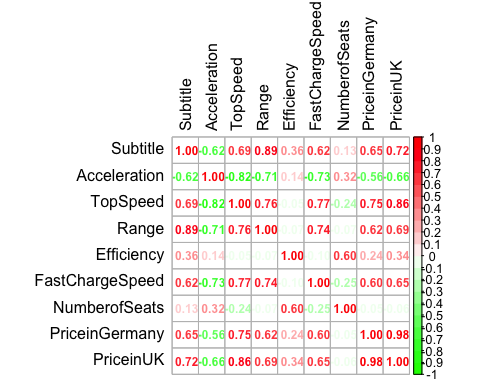 Subtitle
Acceleration
TopSpeed
Range
Efficiency
FastChargeSpeed
NumberofSeats
PriceinGermany
PriceinUK
Subtitle 1.00 -0.62 0.69 0.89 0.36 0.62 0.13 0.65 0.72
Acceleration -0.62 1.00 -0.82 -0.71 0.14 -0.73 0.32 -0.56 -0.66
TopSpeed 0.69 -0.82 1.00 0.76 0.77 -0.24 0.75 0.86
Range 0.89 -0.71 0.76 1.00 0.74 0.62 0.69
Efficiency 0.36 0.14 1.00 0.60 0.24 0.34
FastChargeSpeed 0.62 -0.73 0.77 0.74 1.00 -0.25 0.60 0.65
NumberofSeats 0.13 0.32 -0.24 0.60 -0.25 1.00
PriceinGermany 0.65 -0.56 0.75 0.62 0.24 0.60 1.00 0.98
PriceinUK 0.72 -0.66 0.86 0.69 0.34 0.65 0.98 1.00
1
0.9
0.8
0.7
0.6
0.5
0.4
0.3
0.2
0.1
0
-0.1
-0.2
-0.3
-0.4
-0.5
-0.6
-0.7
-0.8
-0.9
-1